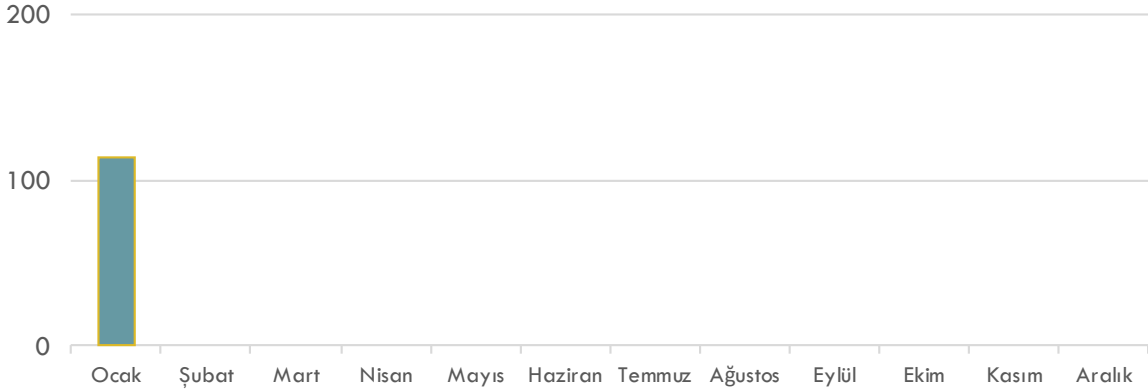 200
100
0
Ocak Şubat Mart Nisan Mayıs Haziran Temmuz Ağustos Eylül Ekim Kasım Aralık